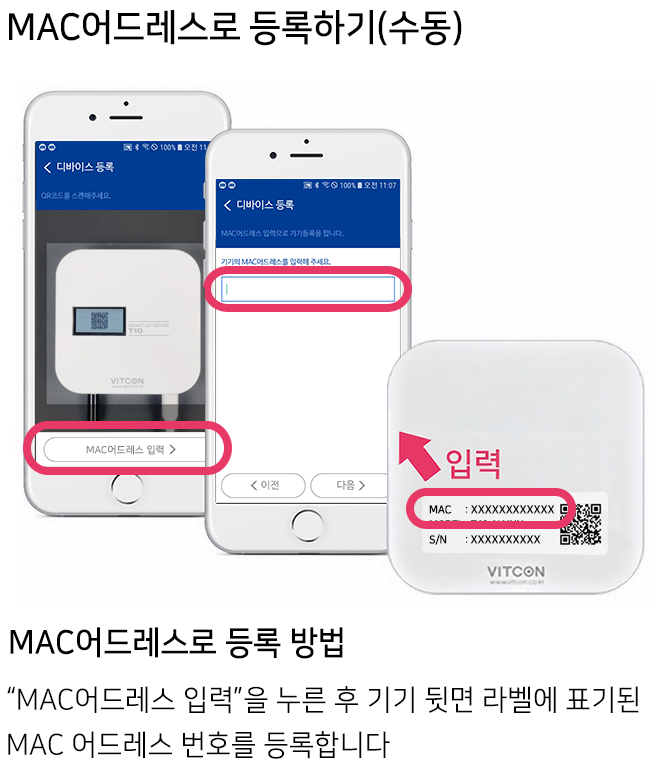 MAC어드레스로 등록하기(수동)
100% 오전 11
디바이스 등록
QR코드를 스캔해주세요.
SMART IoT DEVICE
T10
VITCON
MAC어드레스 입력 >
100% 오전 11:07
디바이스 등록
MAC어드레스 입력으로 기기등록을 합니다.
기기의 MAC어드레스를 입력해 주세요.
< 이전
다음 >
입력
MAC : XXXXXXXXXXXX
S/N : XXXXXXXXXX
VITCON
www.vitcon.co.kr
MAC어드레스로 등록 방법
“MAC어드레스 입력”을 누른 후 기기 뒷면 라벨에 표기된
MAC 어드레스 번호를 등록합니다